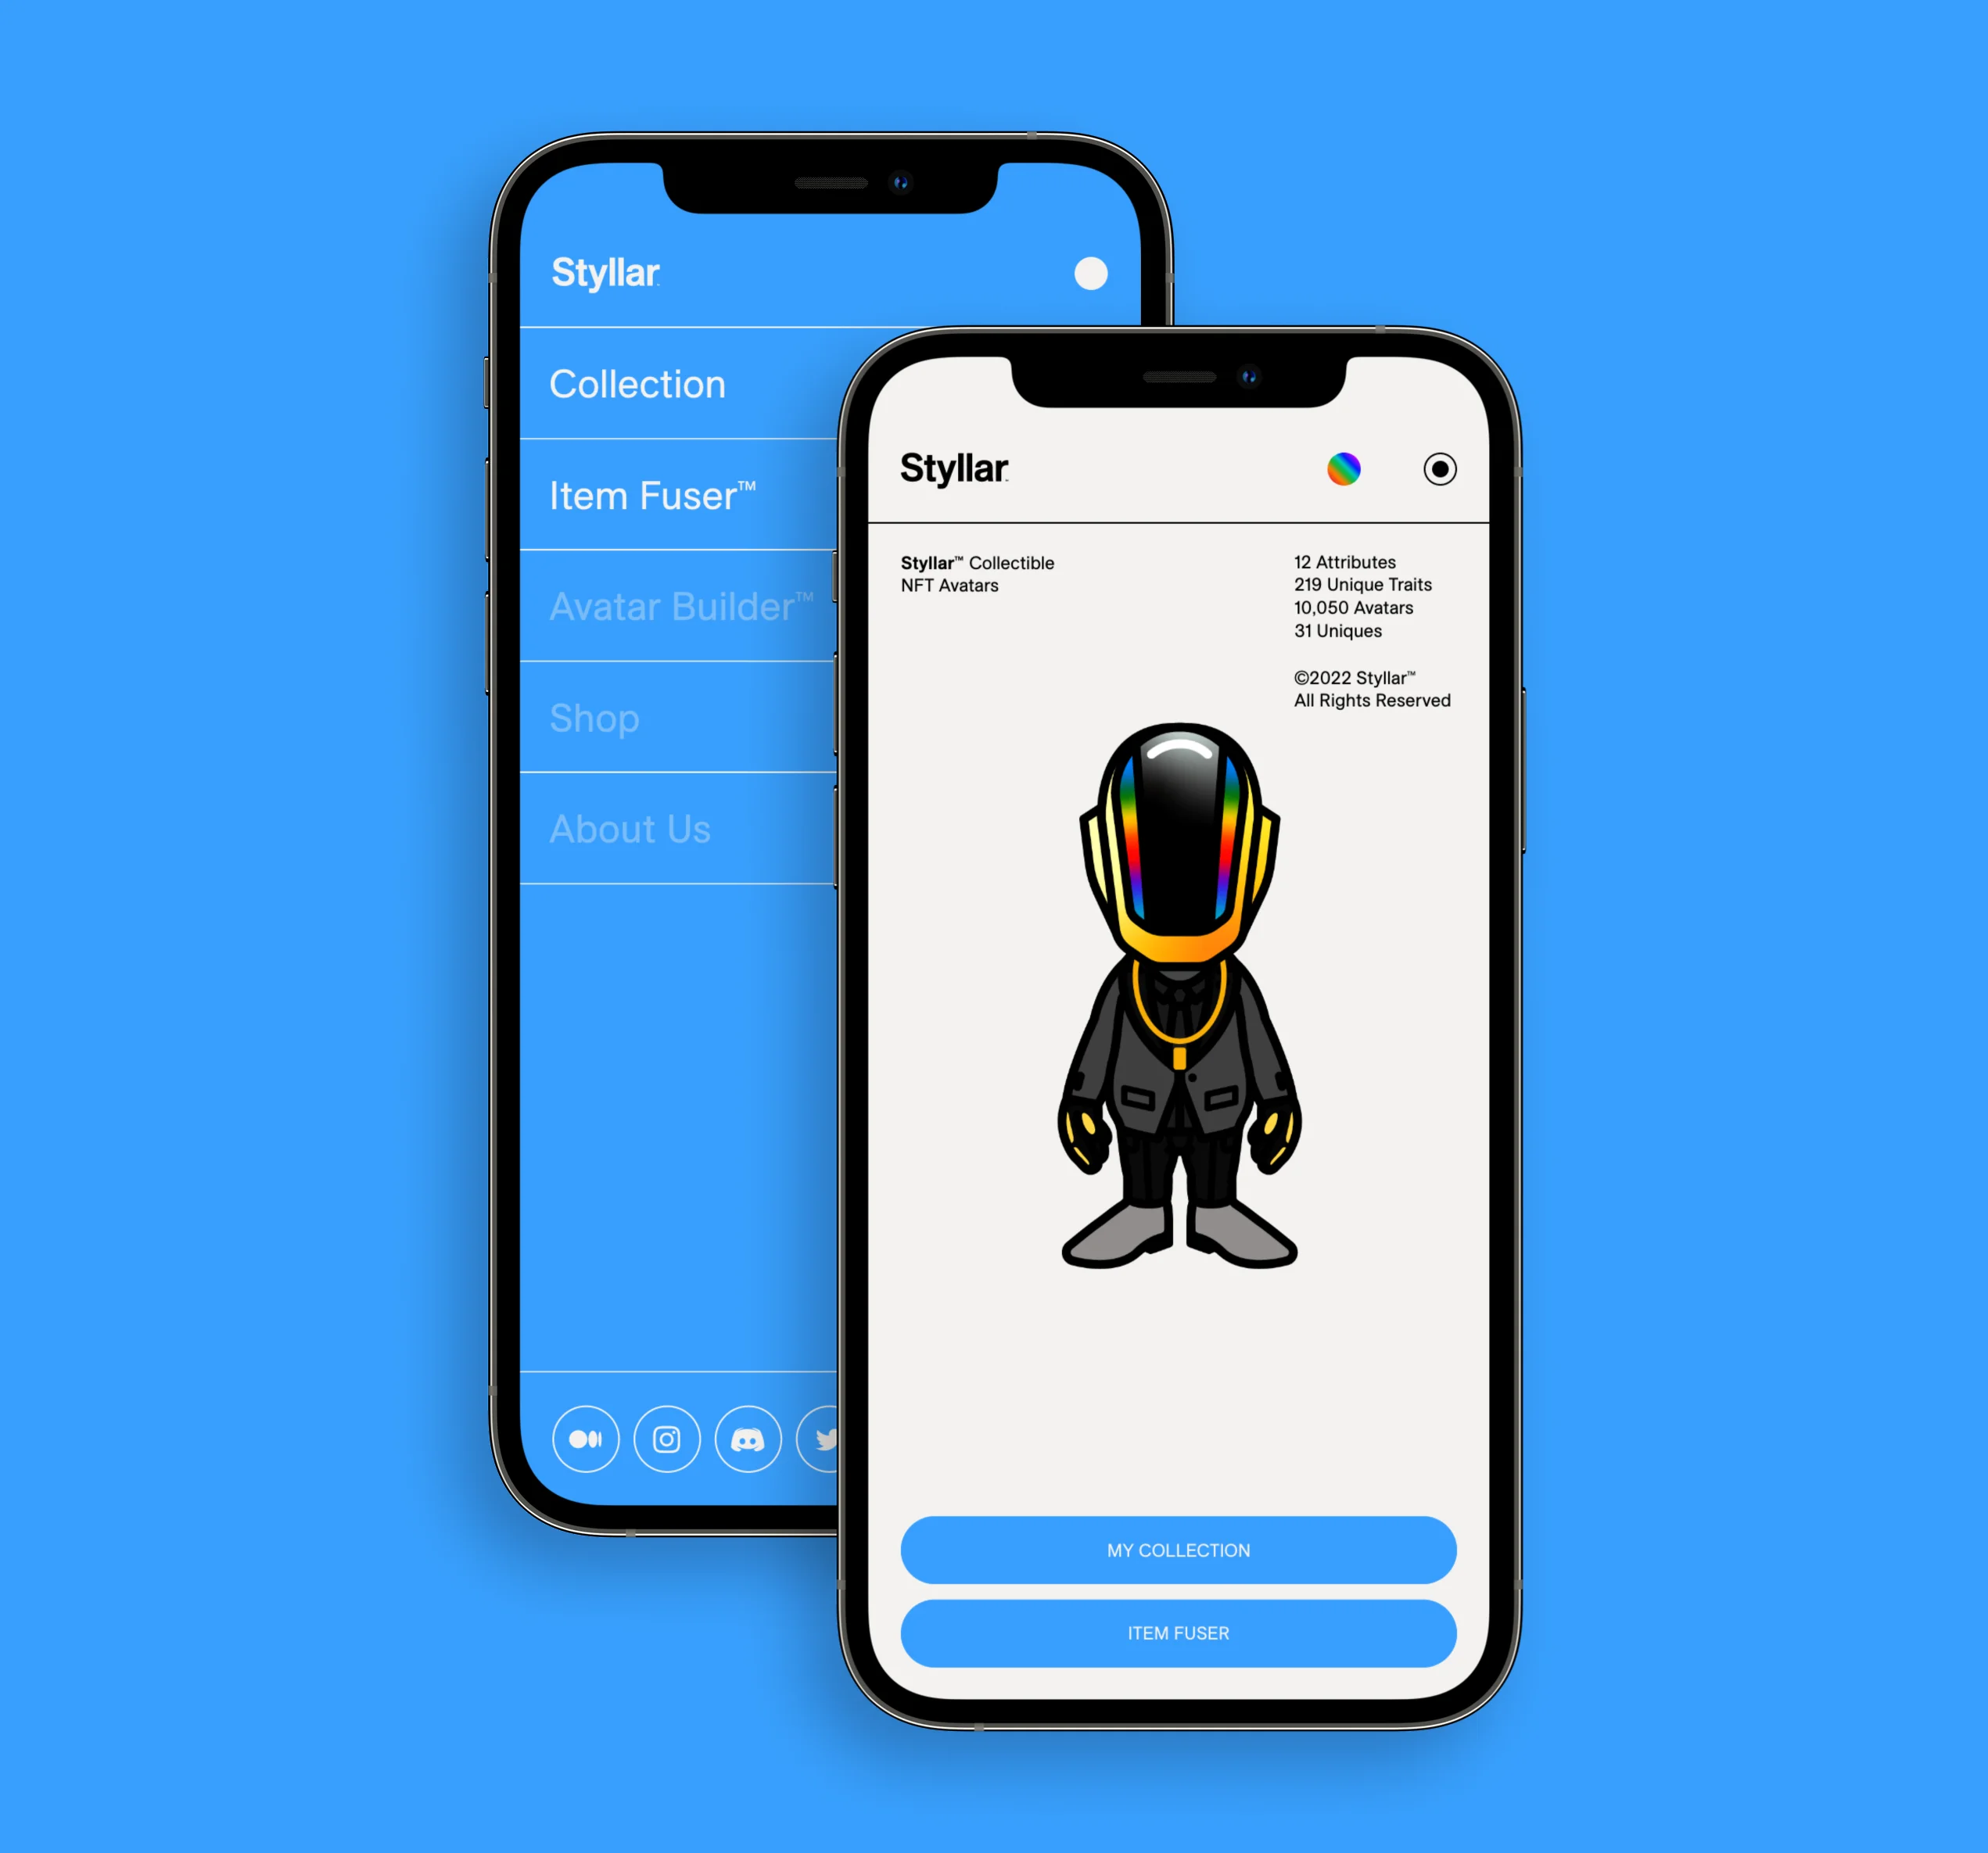 Styllar
Collection
Item Fuser™
Avatar Builder™
Shop
About Us
Styllar
Styllar™ Collectible
NFT Avatars
12 Attributes
219 Unique Traits
10,050 Avatars
31 Uniques
©2022 Styllar™
All Rights Reserved
MY COLLECTION
ITEM FUSER